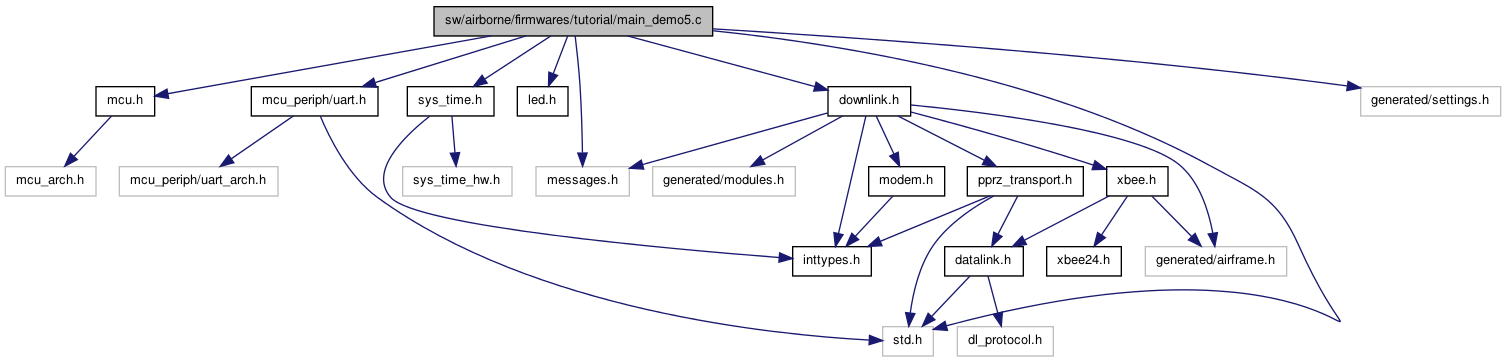 sw/airborne/firmwares/tutorial/main_demo5.c
mcu.h
mcu_periph/uart.h
sys_time.h
led.h
downlink.h
generated/settings.h
mcu_arch.h
mcu_periph/uart_arch.h
sys_time_hw.h
messages.h
generated/modules.h
modem.h
pprz_transport.h
xbee.h
inttypes.h
datalink.h
xbee24.h
generated/airframe.h
std.h
dl_protocol.h